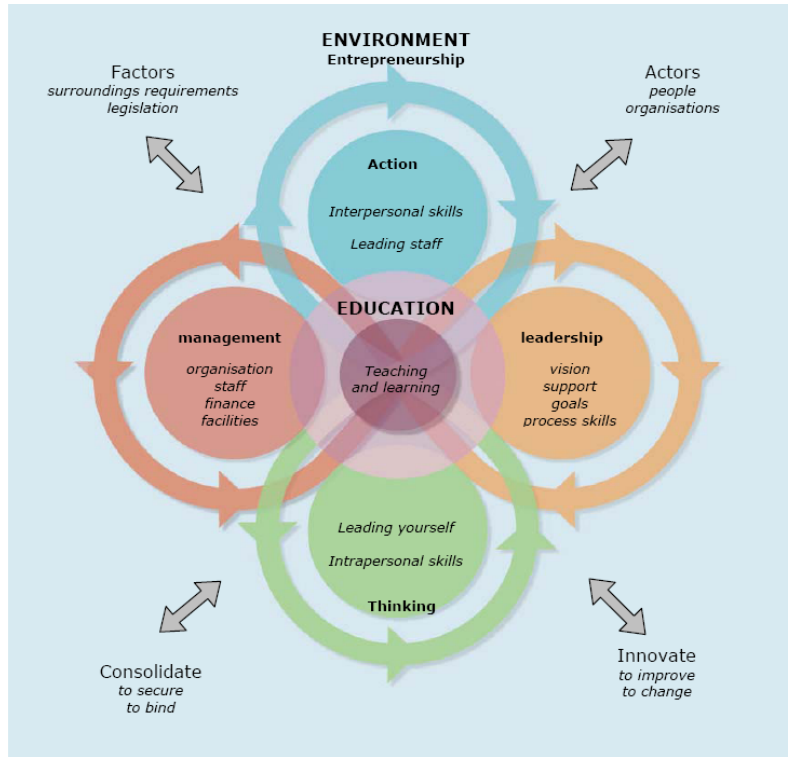 ENVIRONMENT
Entrepreneurship
Factors
surroundings requirements
legislation
Actors
people
organisations
Action
Interpersonal skills
Leading staff
EDUCATION
Teaching
and learning
management
organisation
staff
finance
facilities
leadership
vision
support
goals
process skills
Leading yourself
Intrapersonal skills
Thinking
Consolidate
to secure
to bind
Innovate
to improve
to change